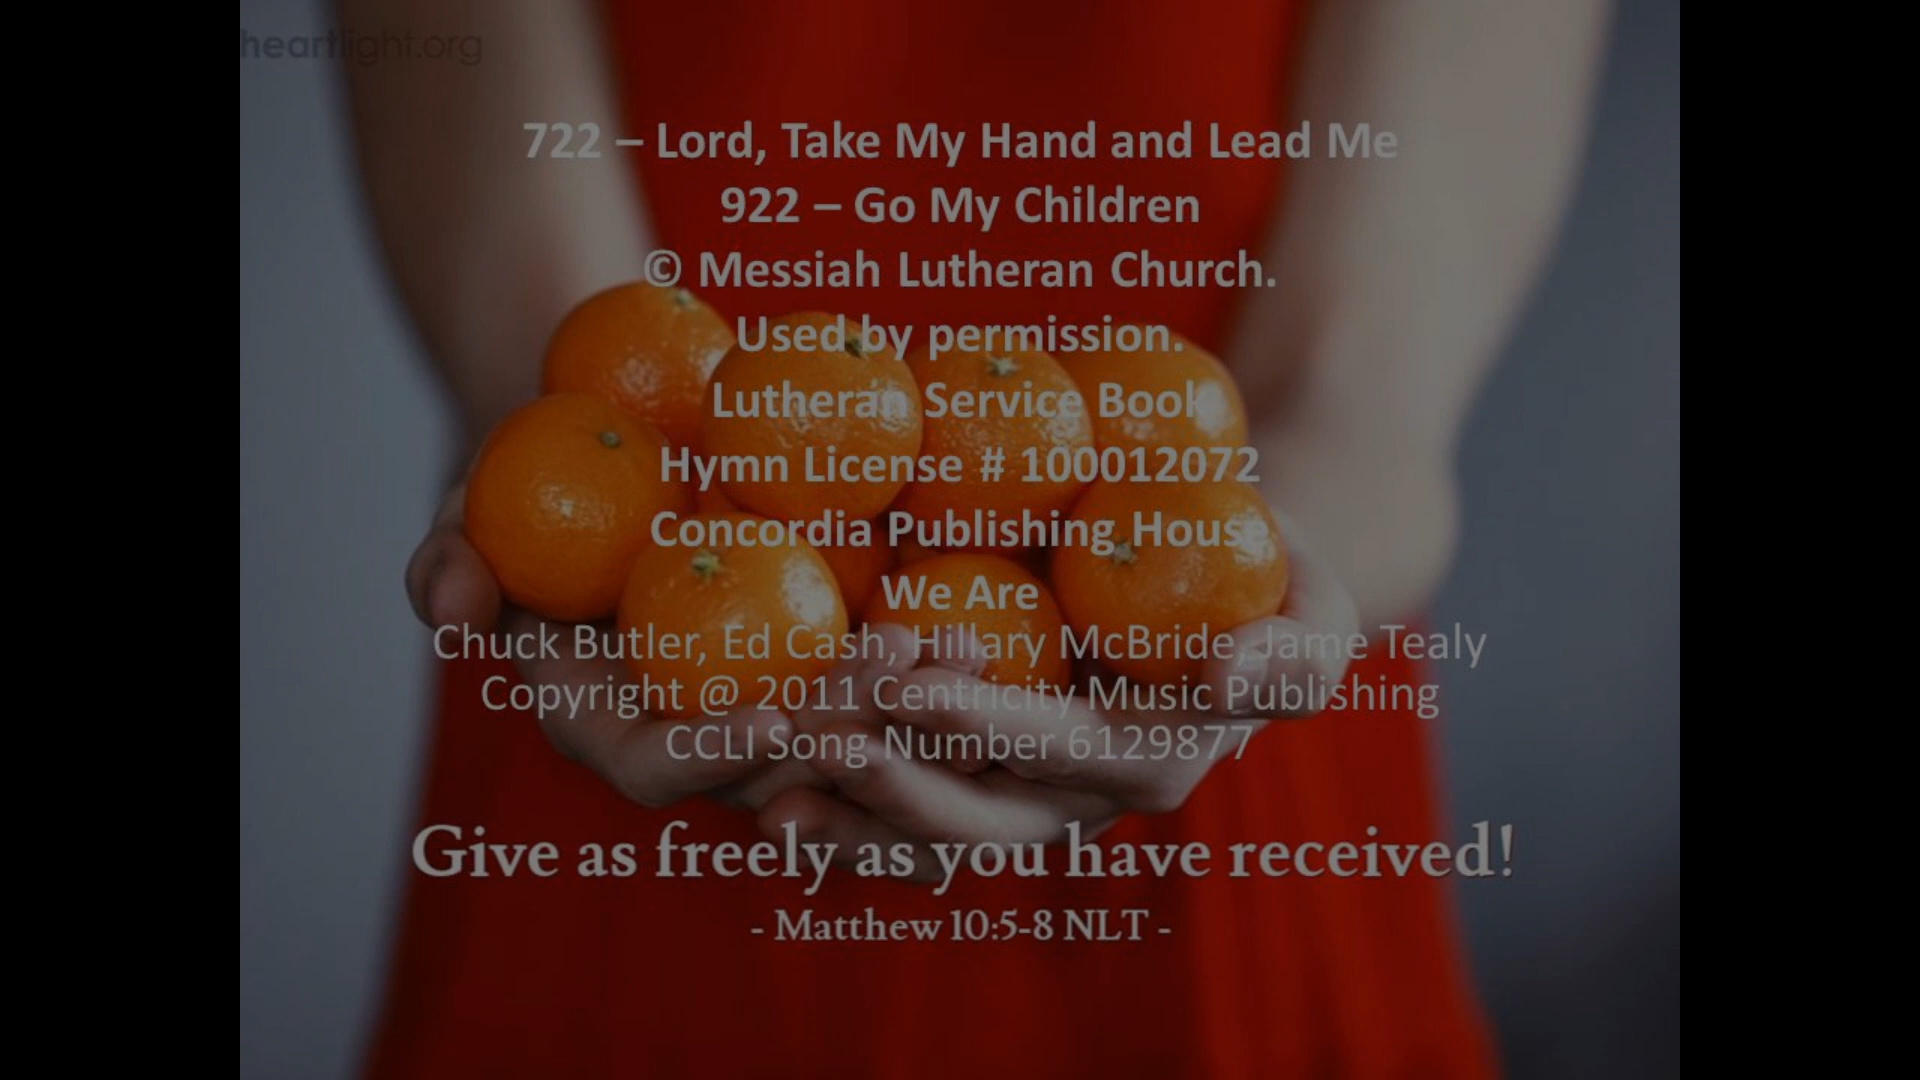 heartlight.org
722 – Lord, Take My Hand and Lead Me
922 – Go My Children
© Messiah Lutheran Church.
Used by permission.
Lutheran Service Book
Hymn License # 100012072
Concordia Publishing House
We Are
Chuck Butler, Ed Cash, Hillary McBride, Jame Tealy
Copyright @ 2011 Centricity Music Publishing
CCLI Song Number 6129877
Give as freely as you have received!
- Matthew 10:5-8 NLT -